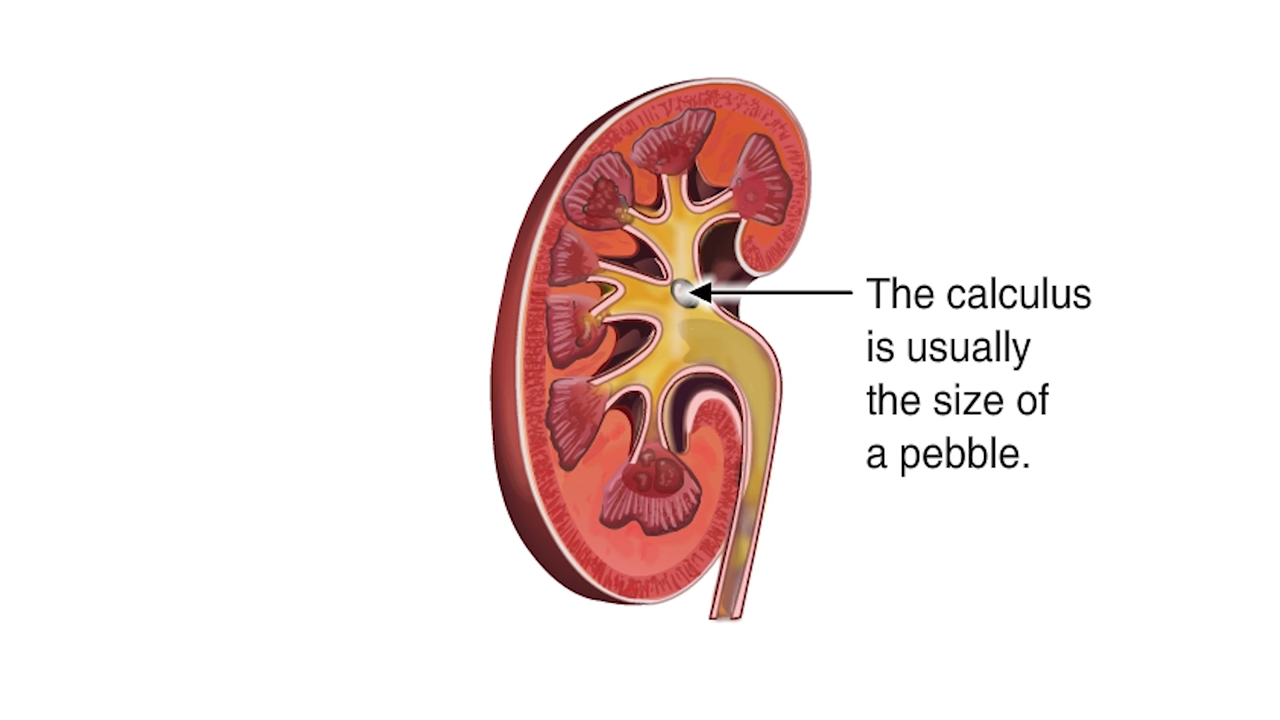 The calculus
is usually
the size of
a pebble.